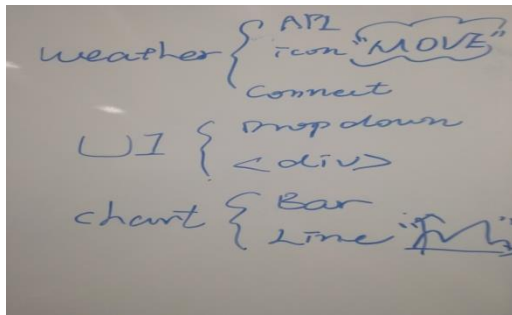 weather { API
icon "MOVE"
Connect
UI { Dropdown
<div>
chart { Bar
Line